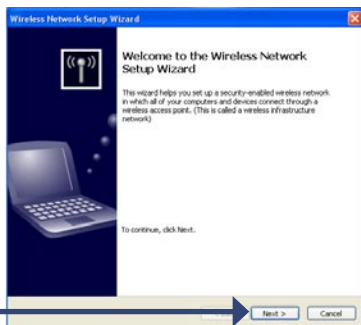 Wireless Network Setup Wizard
Welcome to the Wireless Network
Setup Wizard
This wizard helps you set up a security-enabled wireless network
in which all of your computers and devices connect through a
wireless access point. (This is called a wireless infrastructure
network)
To continue, click Next.
Next >
Cancel